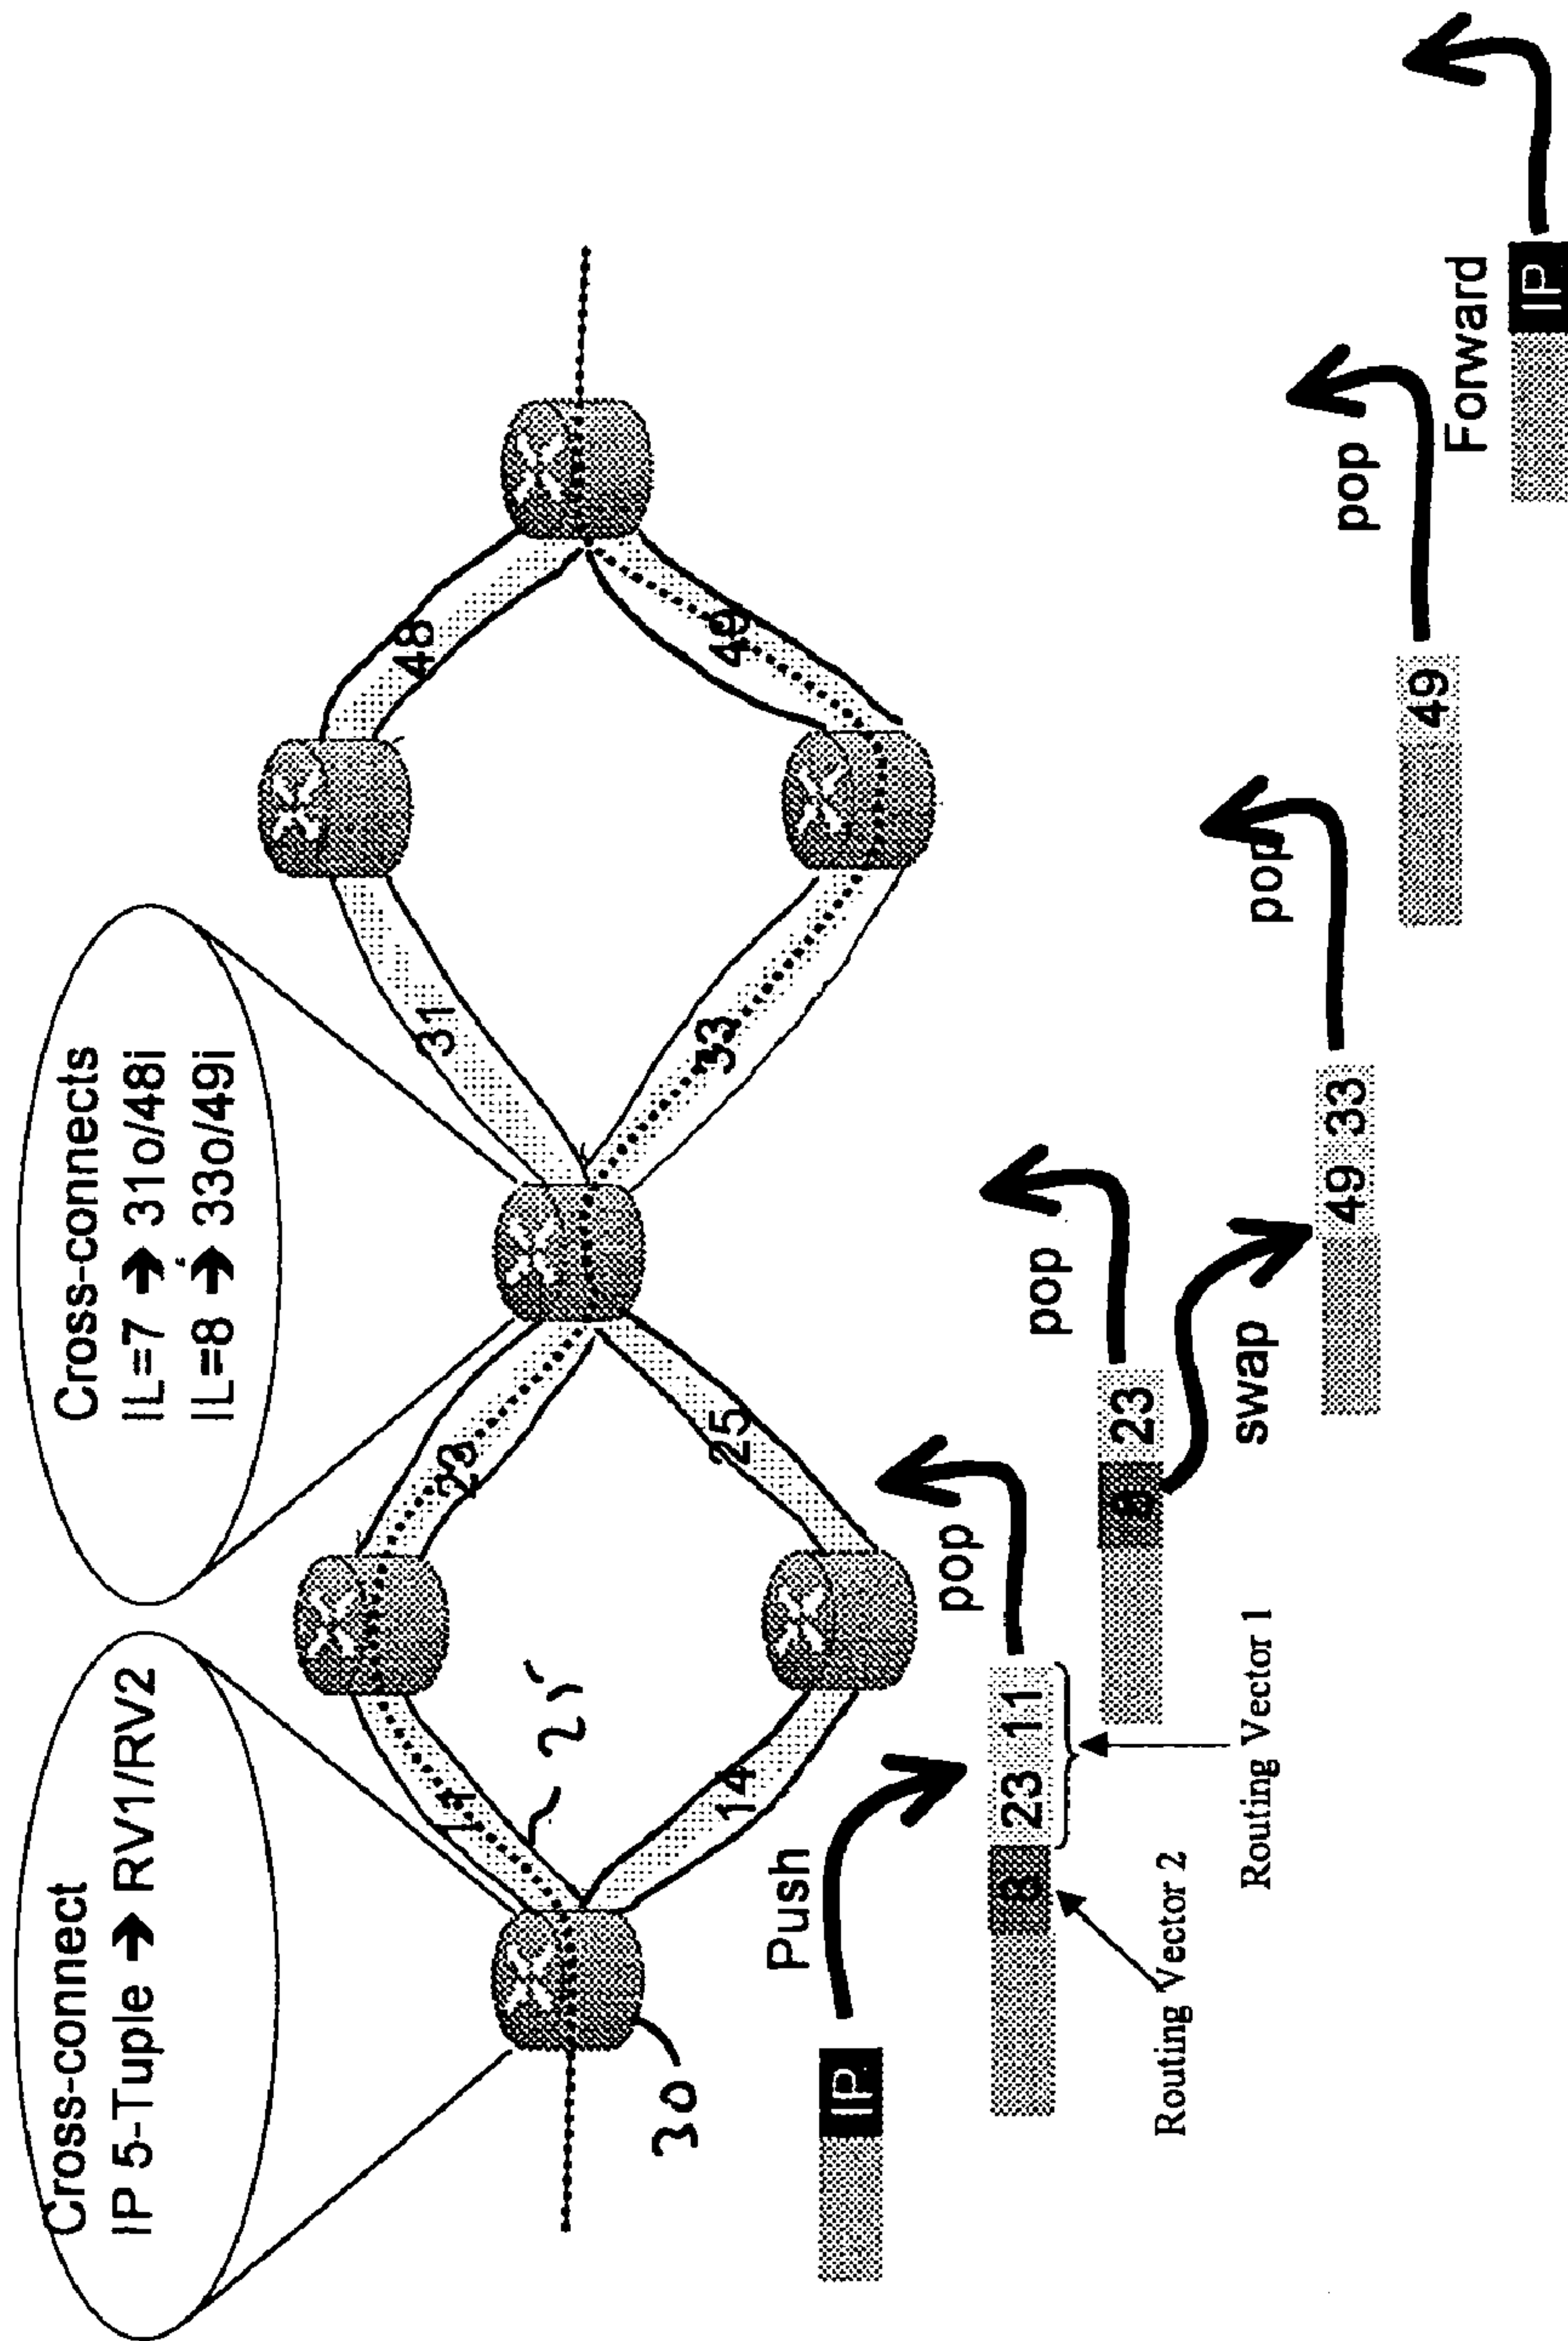 Cross-connect
IP 5-Tuple ➔ RV1/RV2
Cross-connects
IL=7 ➔ 31o/48i
IL=8 ➔ 33o/49i
11
23
31
48
14
25
33
49
30
IP
Push
8 23 11
pop
Routing Vector 2
Routing Vector 1
8 23
pop
swap
49 33
pop
49
pop
Forward
IP